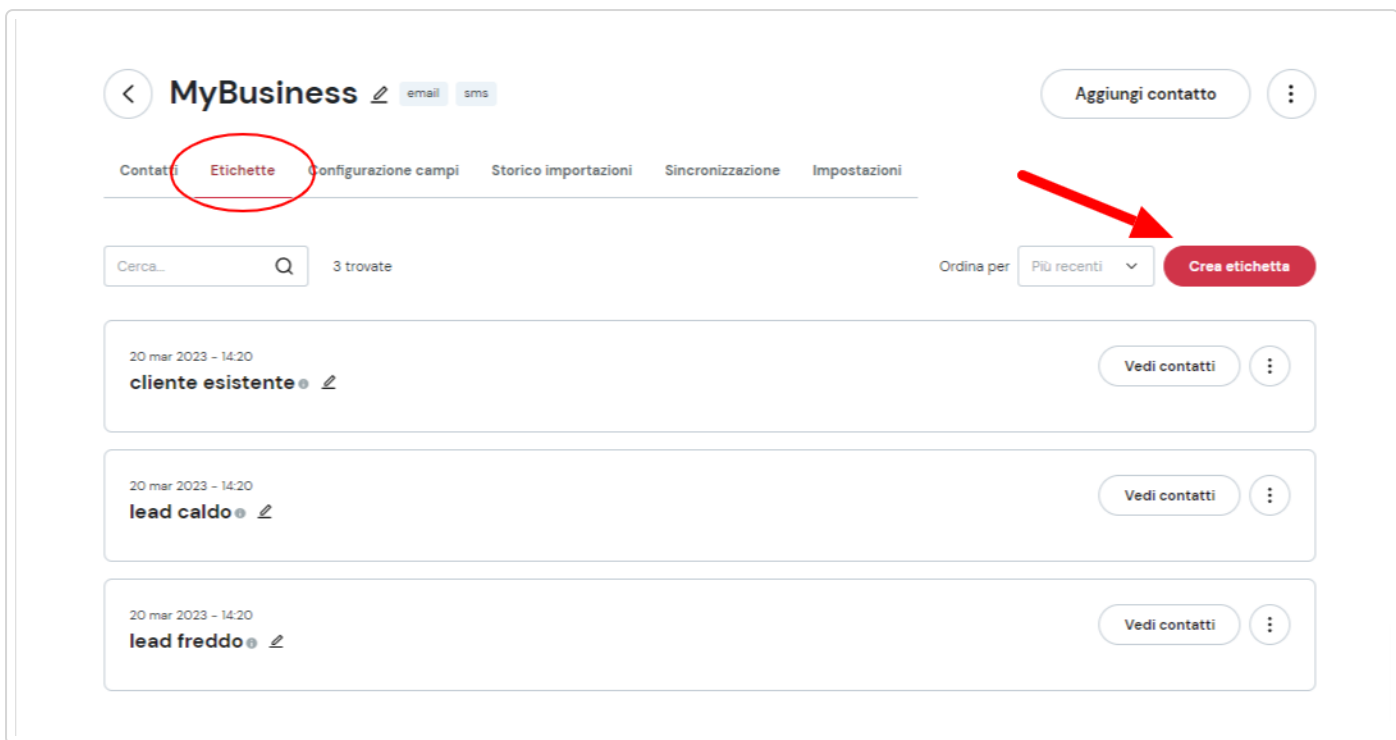 MyBusiness email sms Aggiungi contatto
Contatti Etichette Configurazione campi Storico importazioni Sincronizzazione Impostazioni
Cerca... 3 trovate Ordina per Più recenti Crea etichetta
20 mar 2023 - 14:20
cliente esistente Vedi contatti
20 mar 2023 - 14:20
lead caldo Vedi contatti
20 mar 2023 - 14:20
lead freddo Vedi contatti